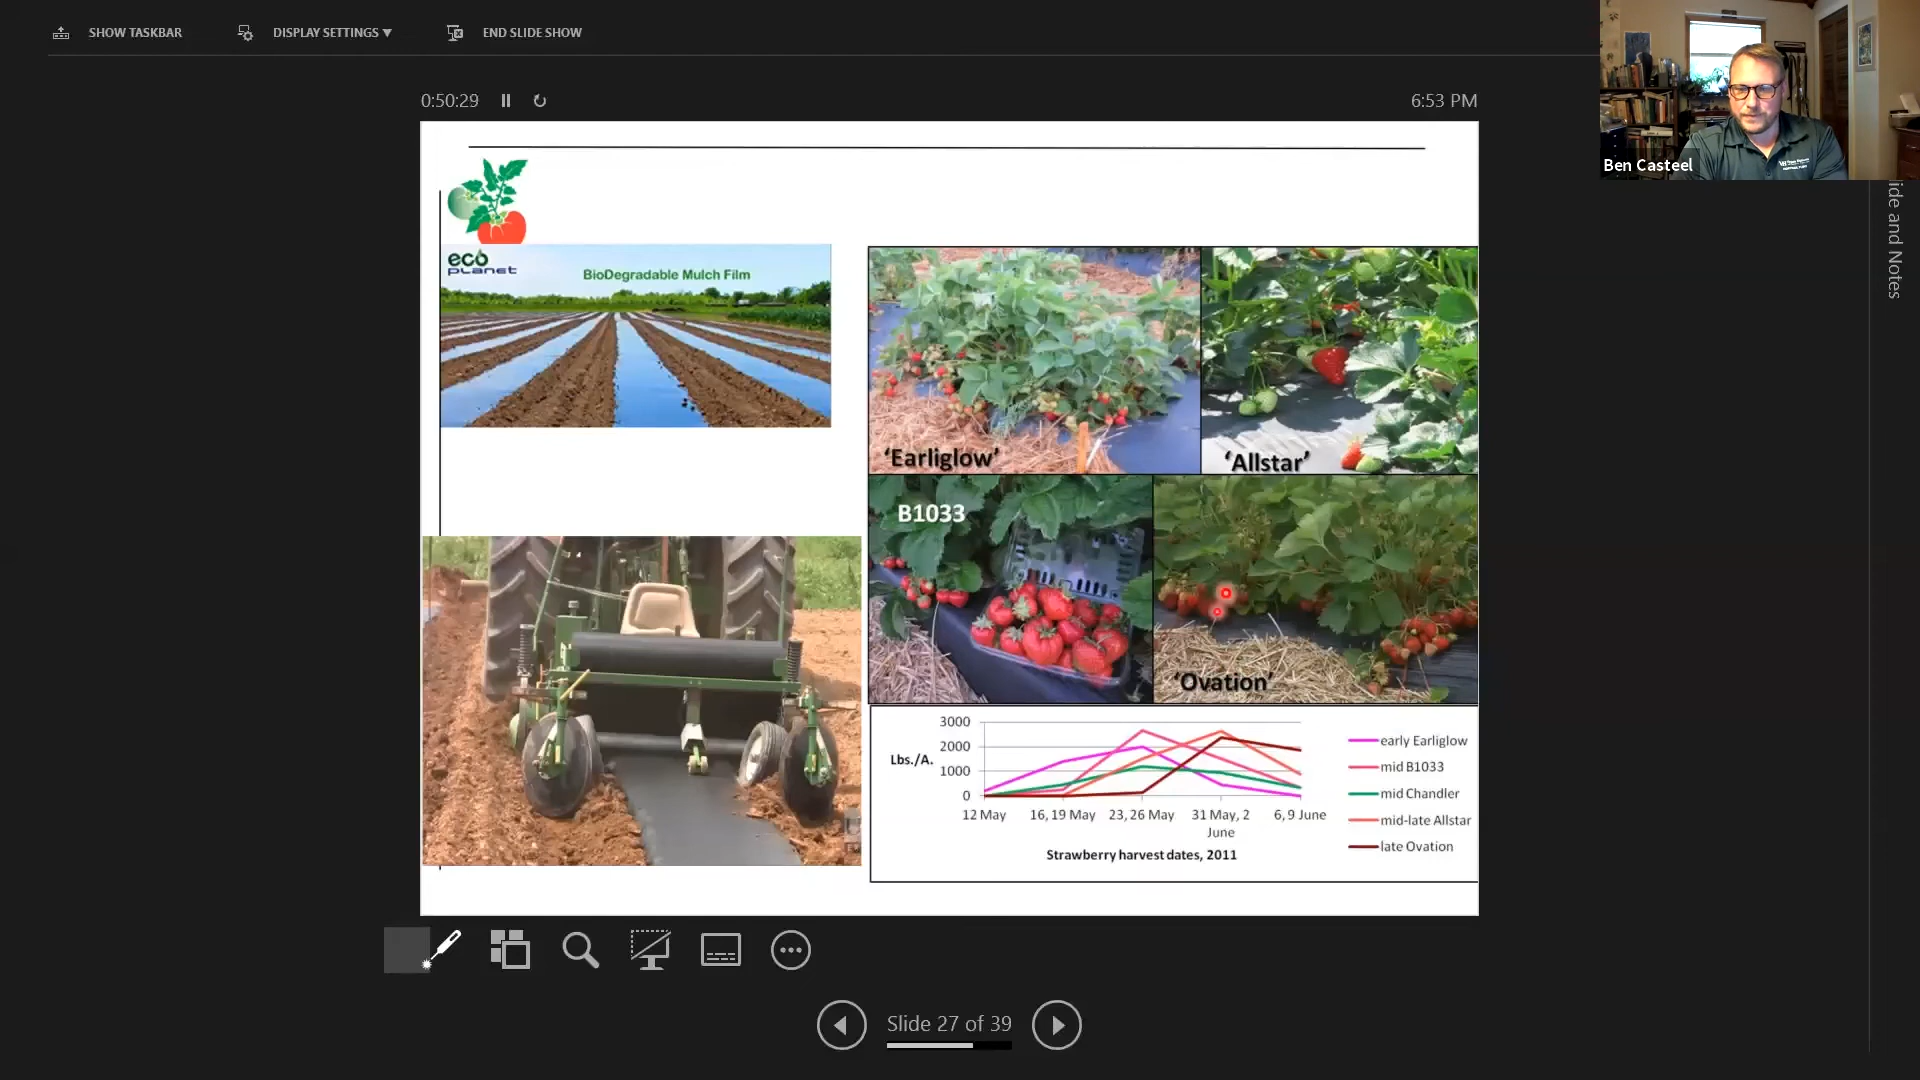 SHOW TASKBAR
DISPLAY SETTINGS ▼
END SLIDE SHOW
0:50:29
6:53 PM
Ben Casteel
ide and Notes
eco
planet
BioDegradable Mulch Film
'Earliglow'
'Allstar'
B1033
'Ovation'
3000
2000
1000
0
Lbs./A.
12 May
16, 19 May
23, 26 May
31 May, 2
June
6, 9 June
Strawberry harvest dates, 2011
early Earliglow
mid B1033
mid Chandler
mid-late Allstar
late Ovation
Slide 27 of 39